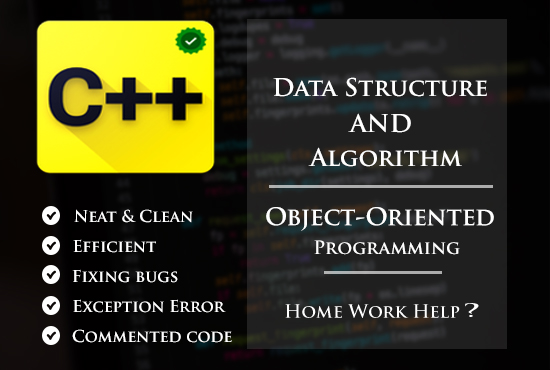 C++
Neat & Clean
Efficient
Fixing bugs
Exception Error
Commented code
Data Structure
AND
Algorithm
Object-Oriented
Programming
Home Work Help ?